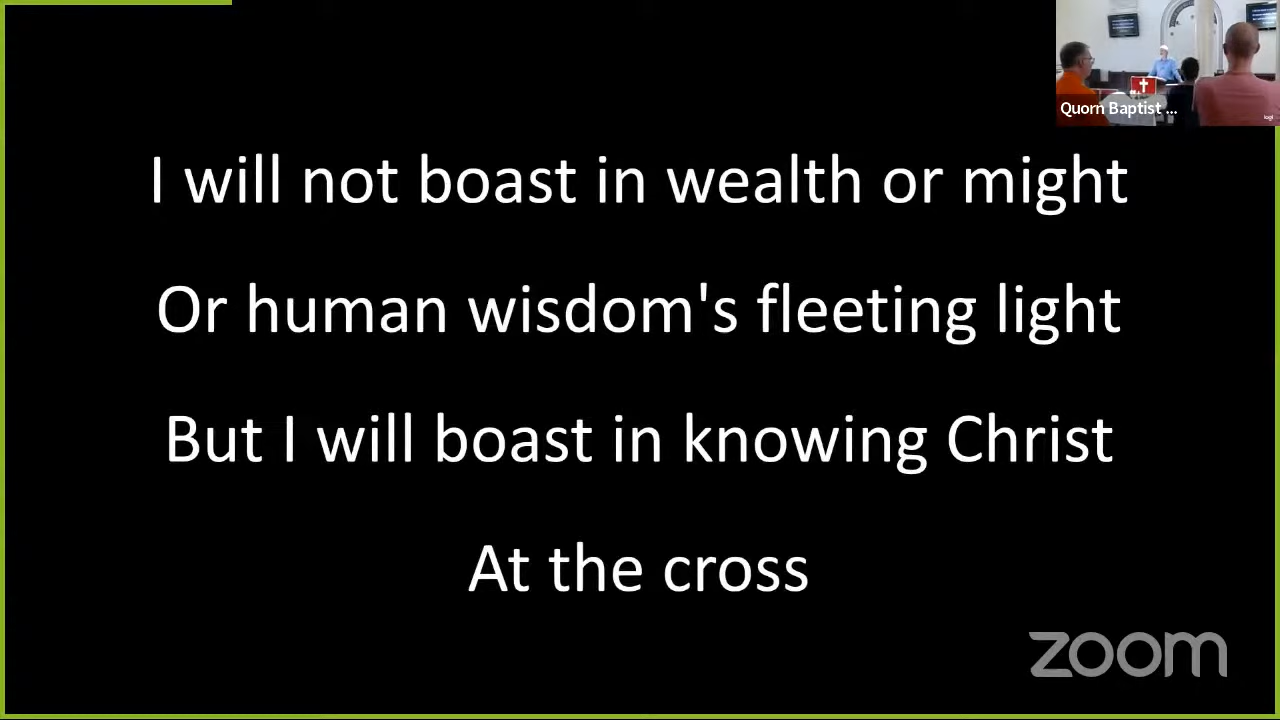 Quorn Baptist ...
I will not boast in wealth or might
Or human wisdom's fleeting light
But I will boast in knowing Christ
At the cross
zoom